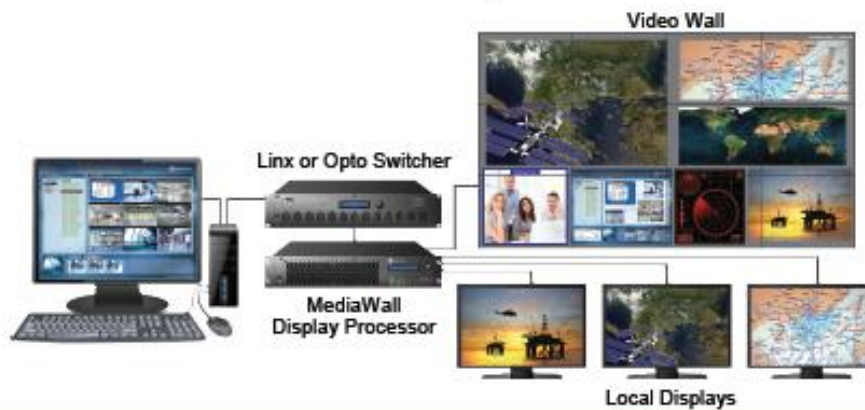 Video Wall
Linx or Opto Switcher
MediaWall
Display Processor
Local Displays